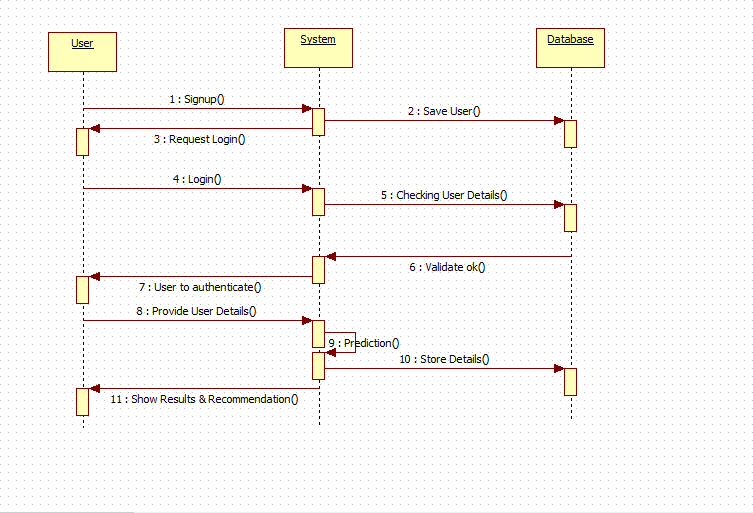 User
System
Database
1 : Signup()
2 : Save User()
3 : Request Login()
4 : Login()
5 : Checking User Details()
6 : Validate ok()
7 : User to authenticate()
8 : Provide User Details()
9 : Prediction()
10 : Store Details()
11 : Show Results & Recommendation()